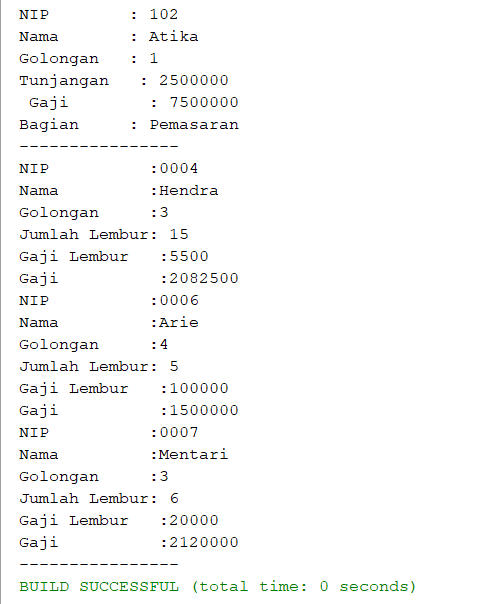 NIP        : 102
Nama       : Atika
Golongan   : 1
Tunjangan   : 2500000
 Gaji        : 7500000
Bagian     : Pemasaran
----------------
NIP          :0004
Nama         :Hendra
Golongan     :3
Jumlah Lembur: 15
Gaji Lembur   :5500
Gaji          :2082500
NIP          :0006
Nama         :Arie
Golongan     :4
Jumlah Lembur: 5
Gaji Lembur   :100000
Gaji          :1500000
NIP          :0007
Nama         :Mentari
Golongan     :3
Jumlah Lembur: 6
Gaji Lembur   :20000
Gaji          :2120000
----------------
BUILD SUCCESSFUL (total time: 0 seconds)